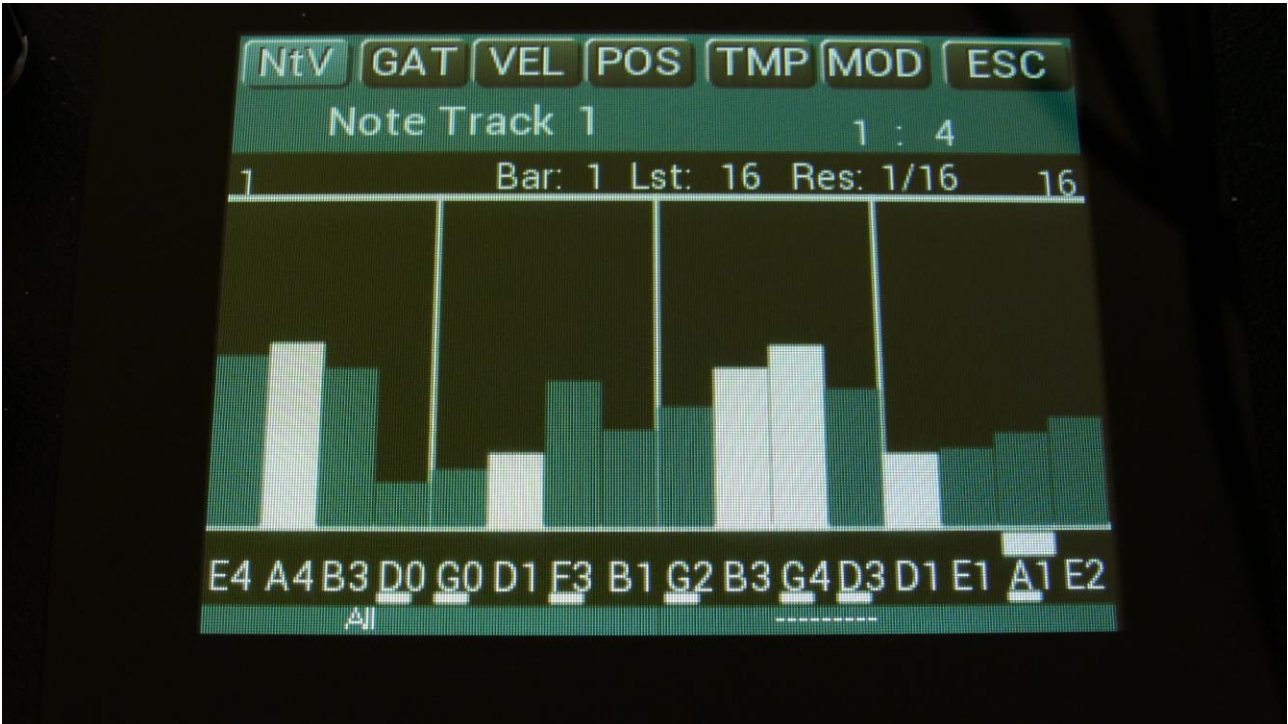 NtV GAT VEL POS TMP MOD ESC
Note Track 1 1 : 4
1 Bar: 1 Lst: 16 Res: 1/16 16
E4 A4 B3 D0 G0 D1 F3 B1 G2 B3 G4 D3 D1 E1 A1 E2
All ---------